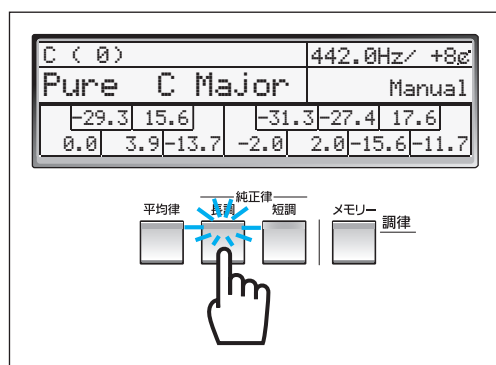 C ( 0) 442.0Hz/ +8¢
Pure C Major Manual
-29.3 15.6 -31.3 -27.4 17.6
0.0 3.9 -13.7 -2.0 2.0 -15.6 -11.7
純正律
平均律 長調 短調 メモリー
調律